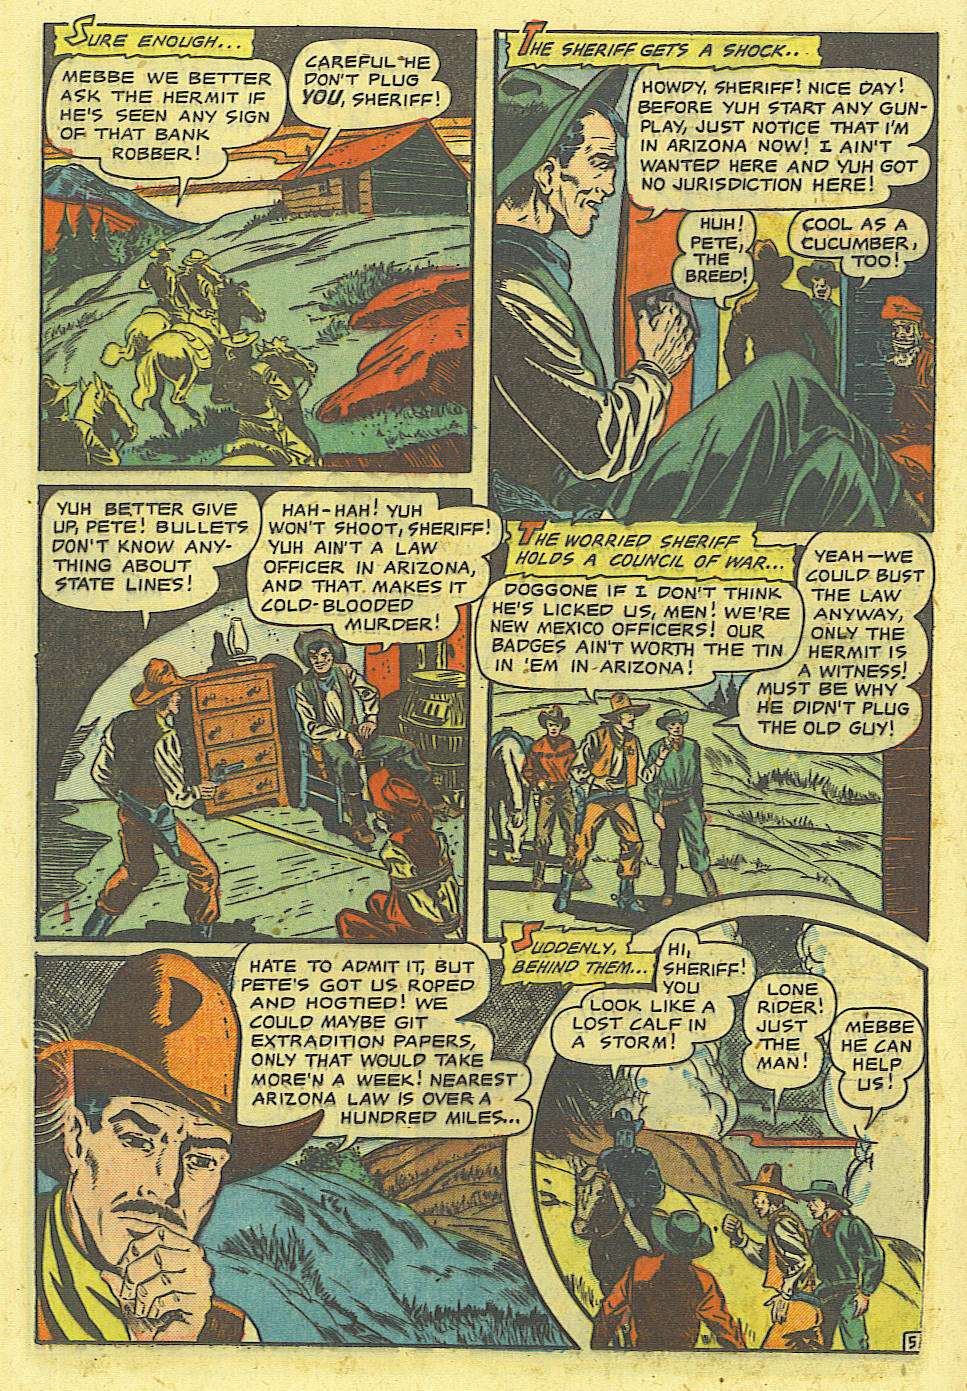 SURE ENOUGH...
MEBBE WE BETTER
ASK THE HERMIT IF
HE'S SEEN ANY SIGN
OF THAT BANK
ROBBER!
CAREFUL HE
DON'T PLUG
YOU, SHERIFF!
THE SHERIFF GETS A SHOCK...
HOWDY, SHERIFF! NICE DAY!
BEFORE YUH START ANY GUN-
PLAY, JUST NOTICE THAT I'M
IN ARIZONA NOW! I AIN'T
WANTED HERE AND YUH GOT
NO JURISDICTION HERE!
HUH!
PETE,
THE
BREED!
COOL AS A
CUCUMBER,
TOO!
YUH BETTER GIVE
UP, PETE! BULLETS
DON'T KNOW ANY-
THING ABOUT
STATE LINES!
HAH-HAH! YUH
WON'T SHOOT, SHERIFF!
YUH AIN'T A LAW
OFFICER IN ARIZONA,
AND THAT MAKES IT
COLD-BLOODED
MURDER!
THE WORRIED SHERIFF
HOLDS A COUNCIL OF WAR...
DOGGONE IF I DON'T THINK
HE'S LICKED US, MEN! WE'RE
NEW MEXICO OFFICERS! OUR
BADGES AIN'T WORTH THE TIN
IN 'EM IN ARIZONA!
YEAH—WE
COULD BUST
THE LAW
ANYWAY,
ONLY THE
HERMIT IS
A WITNESS!
MUST BE WHY
HE DIDN'T PLUG
THE OLD GUY!
HATE TO ADMIT IT, BUT
PETE'S GOT US ROPED
AND HOGTIED! WE
COULD MAYBE GIT
EXTRADITION PAPERS,
ONLY THAT WOULD TAKE
MORE'N A WEEK! NEAREST
ARIZONA LAW IS OVER A
HUNDRED MILES...
SUDDENLY,
BEHIND THEM...
HI,
SHERIFF!
YOU
LOOK LIKE A
LOST CALF IN
A STORM!
LONE
RIDER!
JUST
THE
MAN!
MEBBE
HE CAN
HELP
US!
5